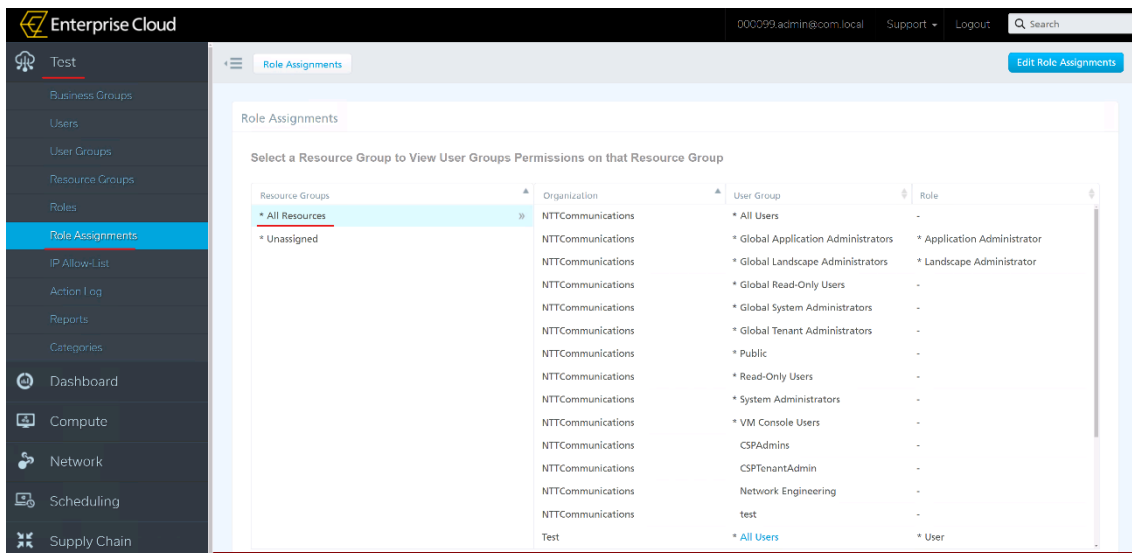 Enterprise Cloud
000099.admin@com.local Support Logout Search
Test
Business Groups
Users
User Groups
Resource Groups
Roles
Role Assignments
IP Allow-List
Action Log
Reports
Categories
Dashboard
Compute
Network
Scheduling
Supply Chain
Role Assignments Edit Role Assignments
Role Assignments
Select a Resource Group to View User Groups Permissions on that Resource Group
Resource Groups Organization User Group Role
* All Resources » NTTCommunications * All Users -
* Unassigned NTTCommunications * Global Application Administrators * Application Administrator
NTTCommunications * Global Landscape Administrators * Landscape Administrator
NTTCommunications * Global Read-Only Users -
NTTCommunications * Global System Administrators -
NTTCommunications * Global Tenant Administrators -
NTTCommunications * Public -
NTTCommunications * Read-Only Users -
NTTCommunications * System Administrators -
NTTCommunications * VM Console Users -
NTTCommunications CSPAdmins -
NTTCommunications CSPTenantAdmin -
NTTCommunications Network Engineering -
NTTCommunications test -
Test * All Users * User